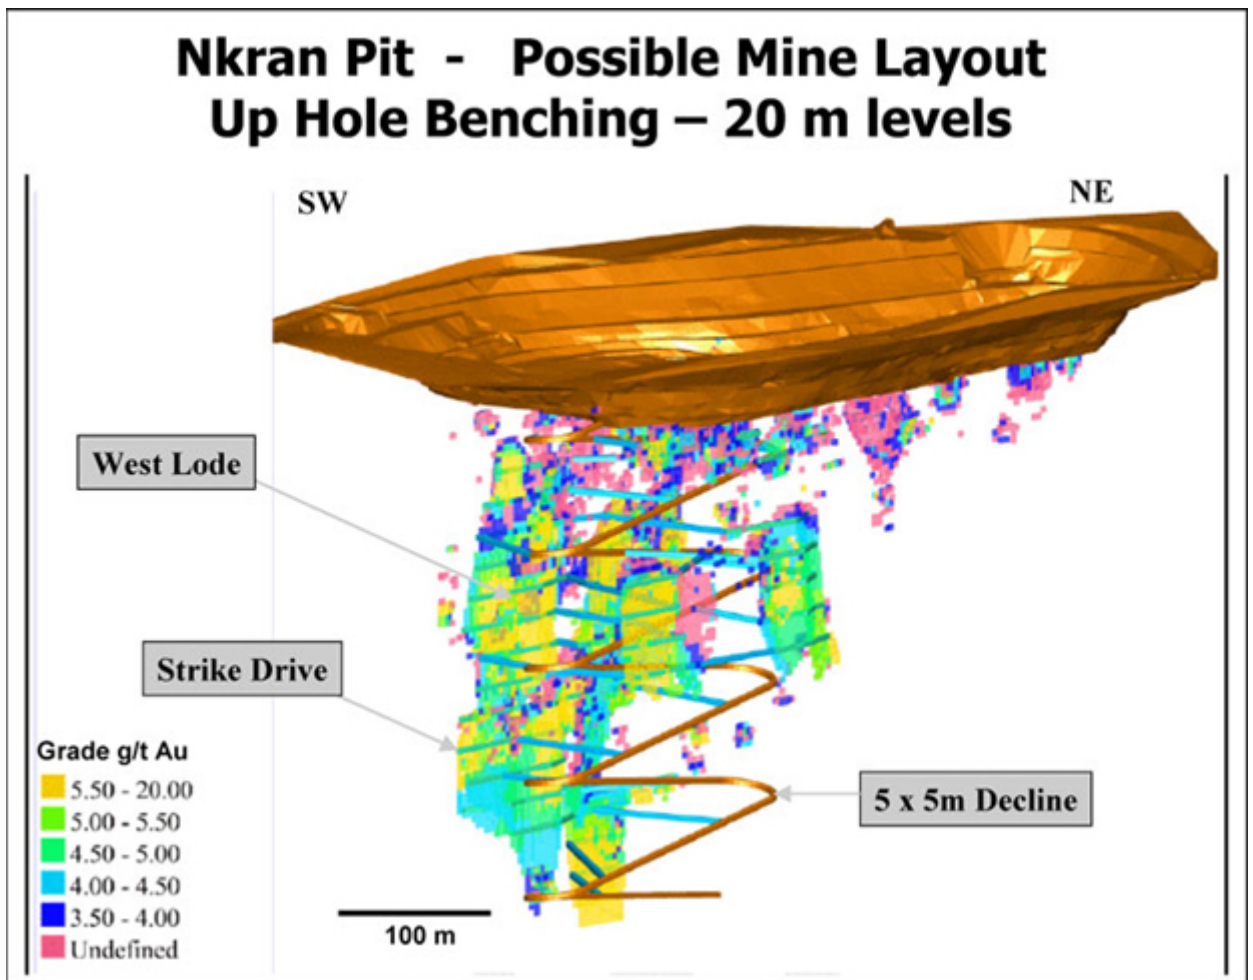 Nkran Pit - Possible Mine Layout
Up Hole Benching – 20 m levels
SW
NE
West Lode
Strike Drive
5 x 5m Decline
Grade g/t Au
5.50 - 20.00
5.00 - 5.50
4.50 - 5.00
4.00 - 4.50
3.50 - 4.00
Undefined
100 m